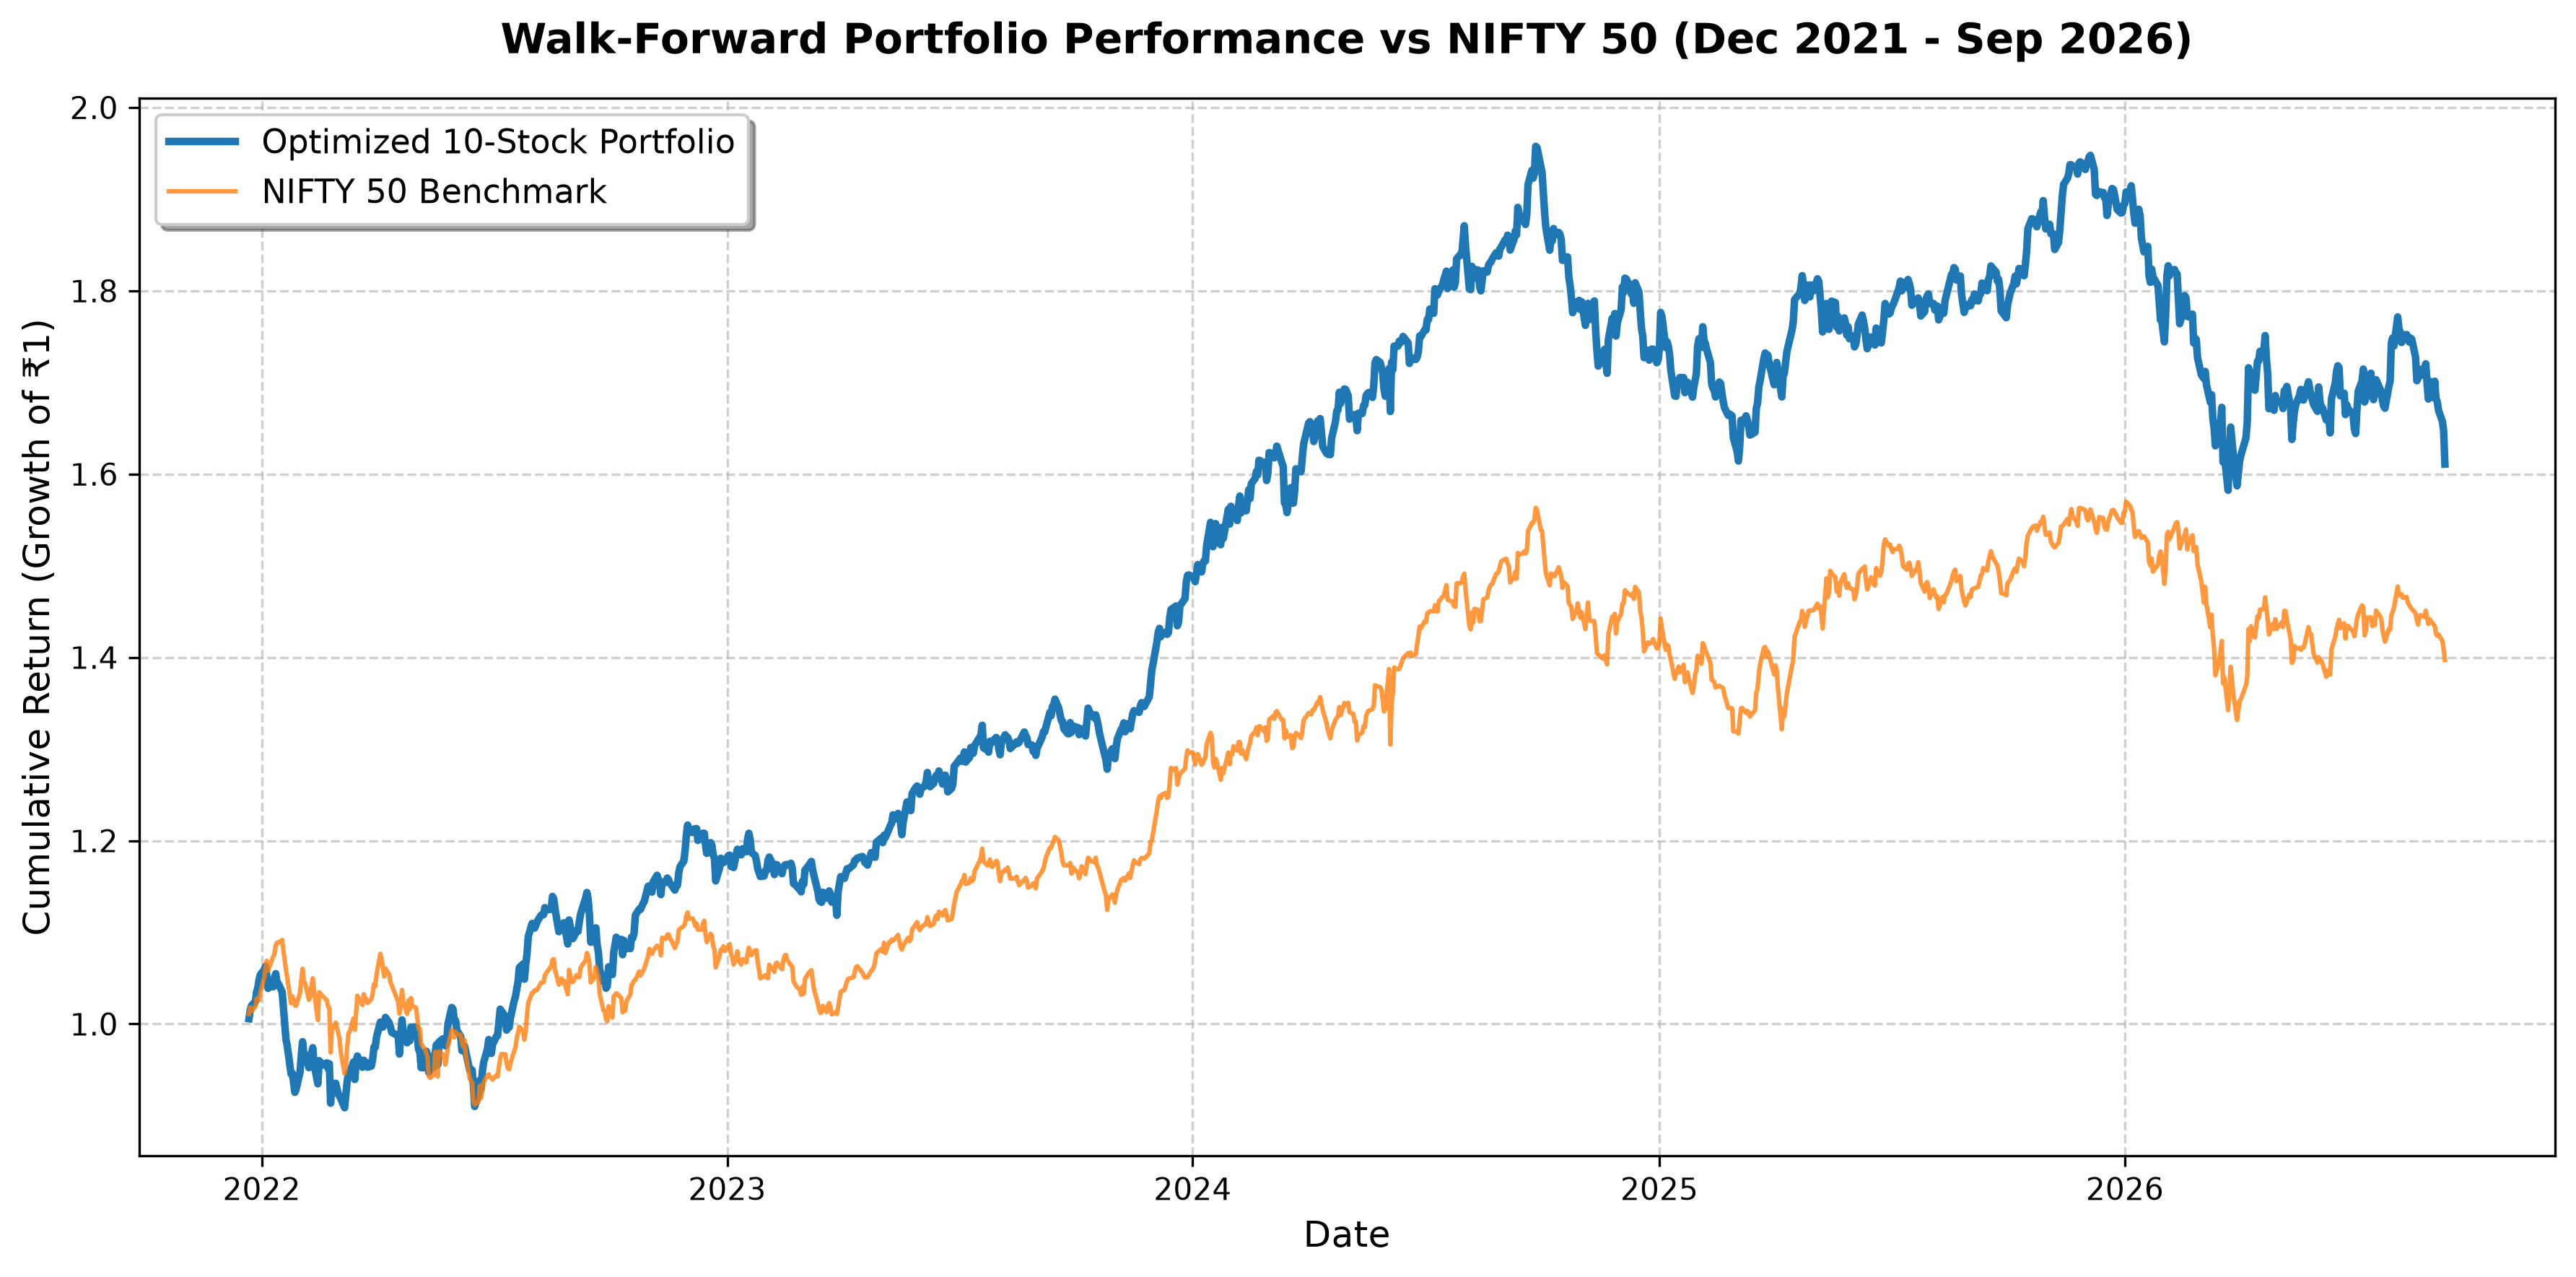 Walk-Forward Portfolio Performance vs NIFTY 50 (Dec 2021 - Sep 2026)
Optimized 10-Stock Portfolio
NIFTY 50 Benchmark
Cumulative Return (Growth of ₹1)
2.0
1.8
1.6
1.4
1.2
1.0
2022 2023 2024 2025 2026
Date